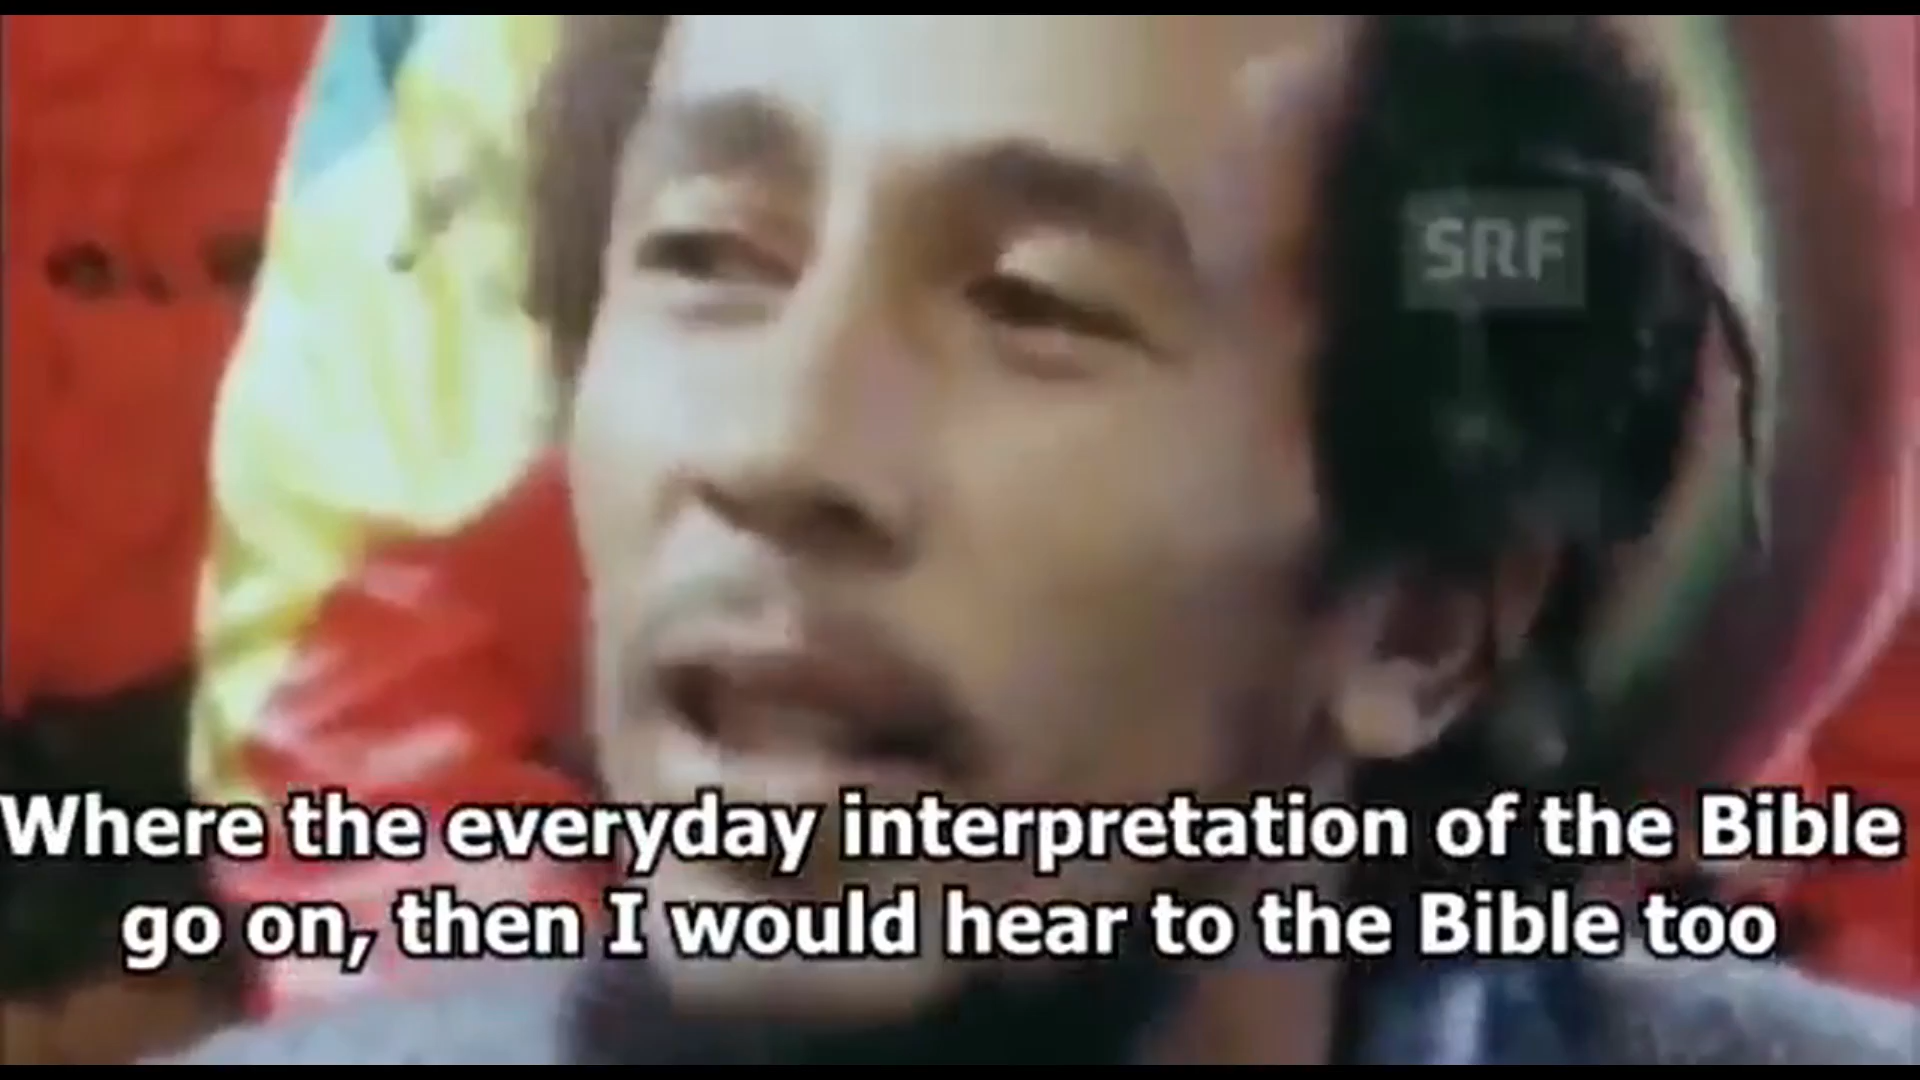 SRF
Where the everyday interpretation of the Bible
go on, then I would hear to the Bible too